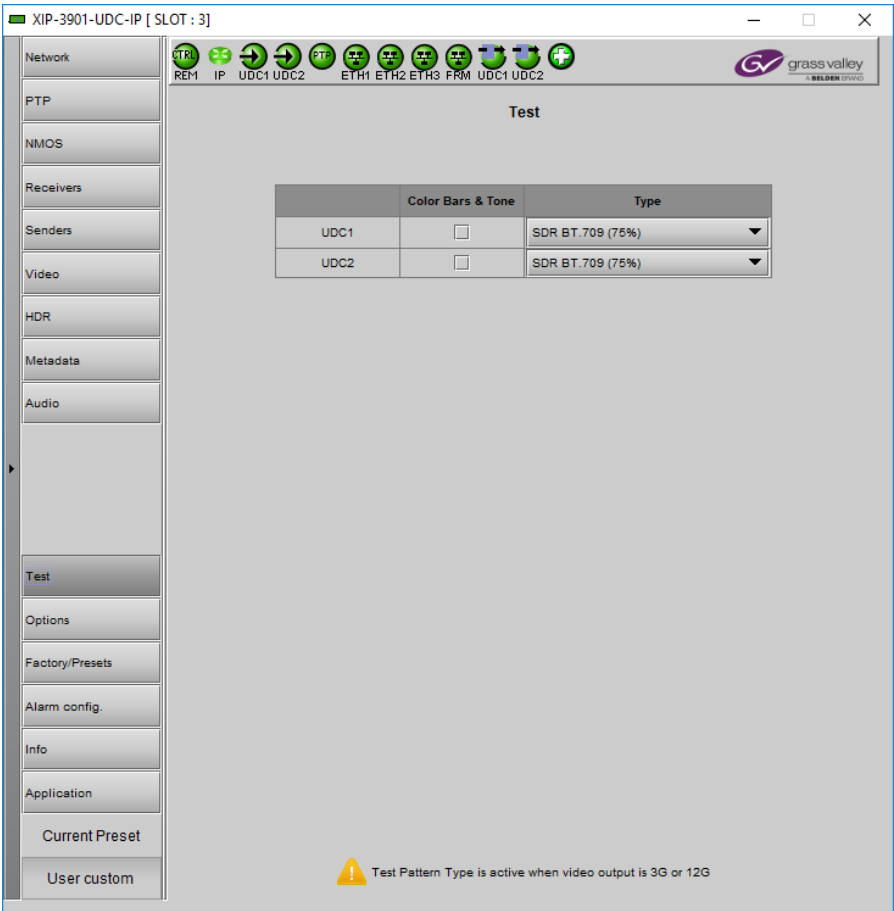 XIP-3901-UDC-IP [ SLOT : 3]
Network
PTP
NMOS
Receivers
Senders
Video
HDR
Metadata
Audio
Test
Options
Factory/Presets
Alarm config.
Info
Application
Current Preset
User custom
CTRL PTP
REM IP UDC1 UDC2 ETH1 ETH2 ETH3 FRM UDC1 UDC2
GV grass valley
A BELDEN BRAND
Test
Color Bars & Tone Type
UDC1 SDR BT.709 (75%)
UDC2 SDR BT.709 (75%)
! Test Pattern Type is active when video output is 3G or 12G